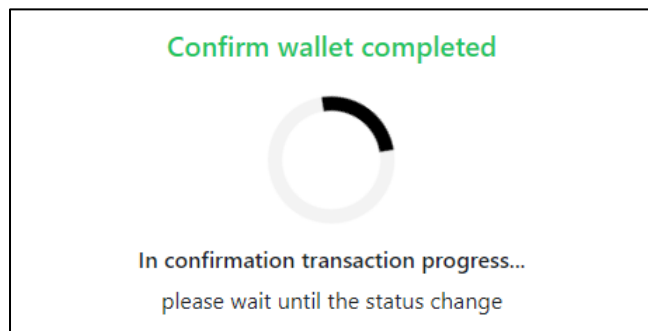 Confirm wallet completed
In confirmation transaction progress...
please wait until the status change